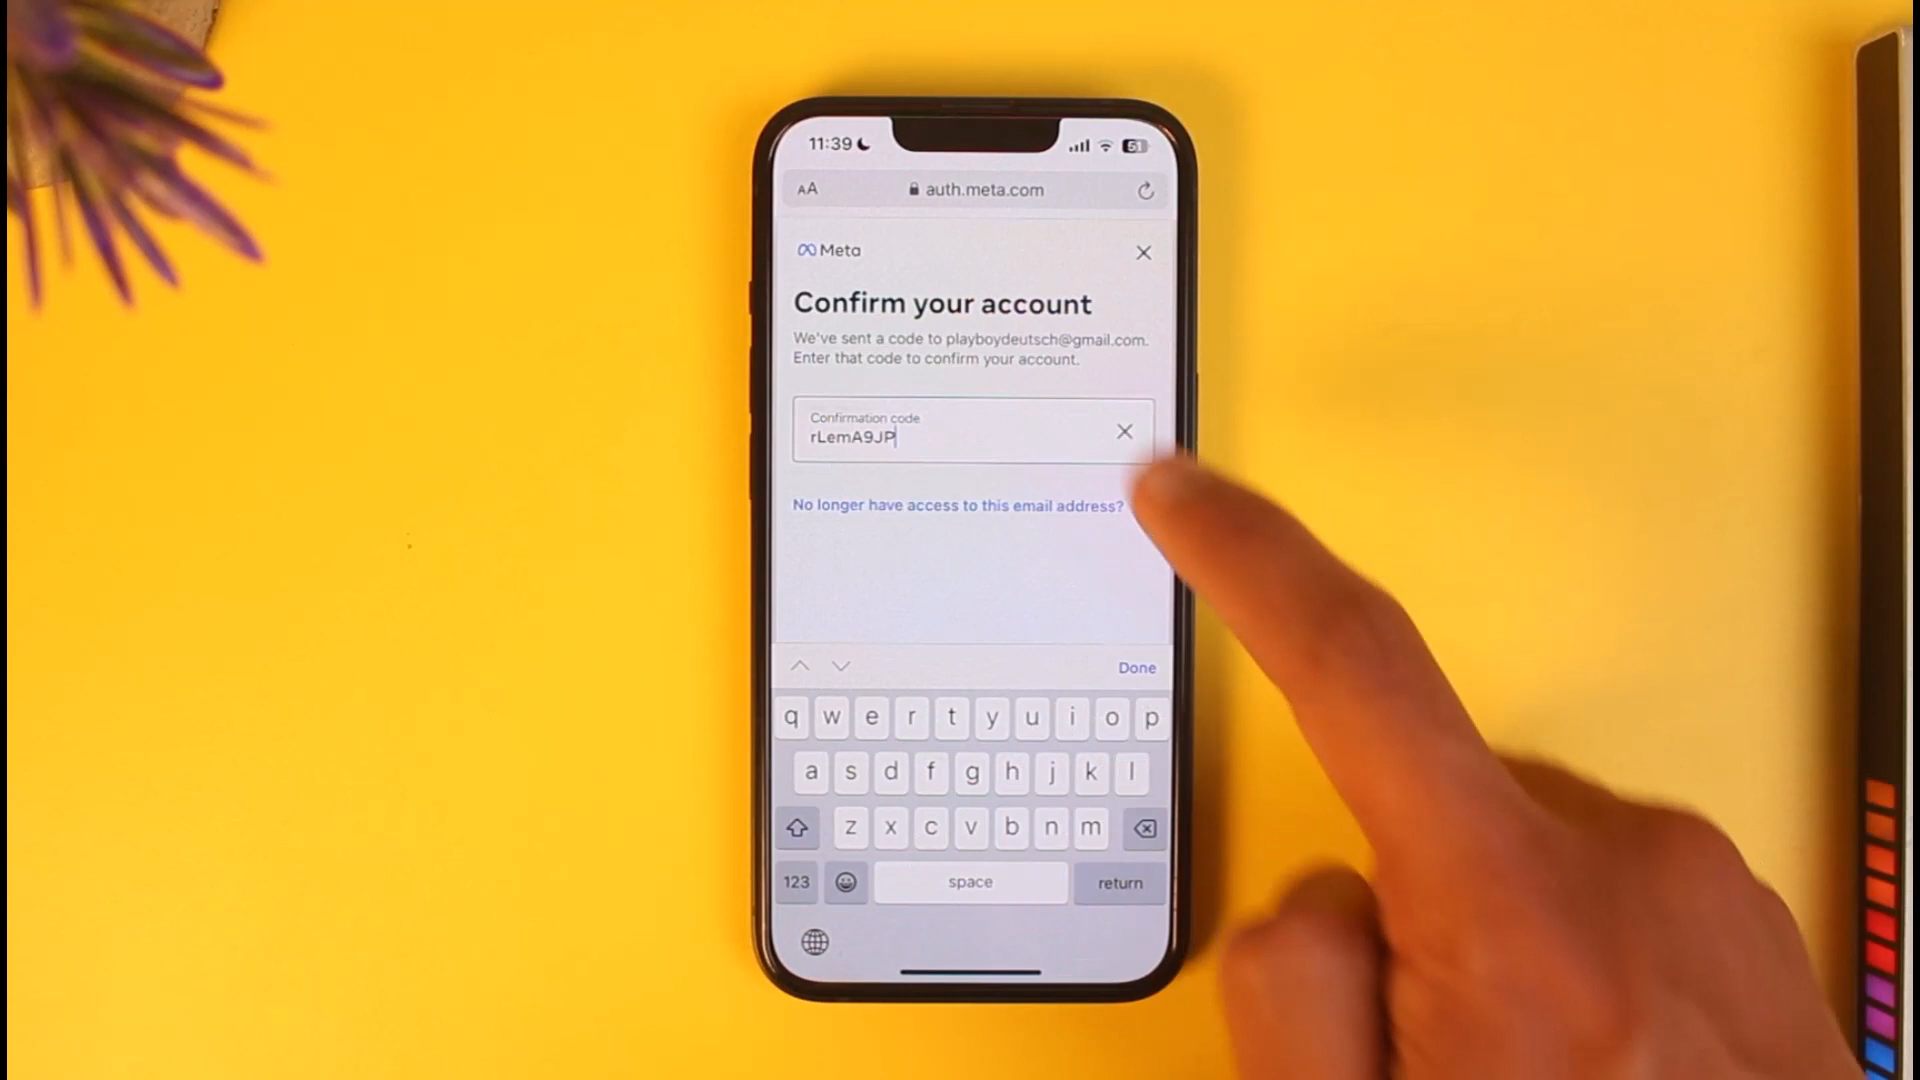 11:39
51
AA
auth.meta.com
Meta
Confirm your account
We've sent a code to playboydeutsch@gmail.com.
Enter that code to confirm your account.
Confirmation code
rLemA9JP
No longer have access to this email address?
Done
q w e r t y u i o p
a s d f g h j k l
z x c v b n m
123
space
return